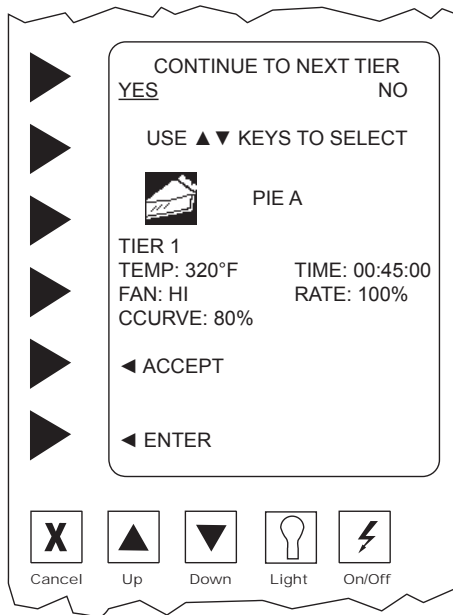 CONTINUE TO NEXT TIER
YES NO
USE ▲▼ KEYS TO SELECT
PIE A
TIER 1
TEMP: 320°F TIME: 00:45:00
FAN: HI RATE: 100%
CCURVE: 80%
◄ ACCEPT
◄ ENTER
X
Cancel Up Down Light On/Off